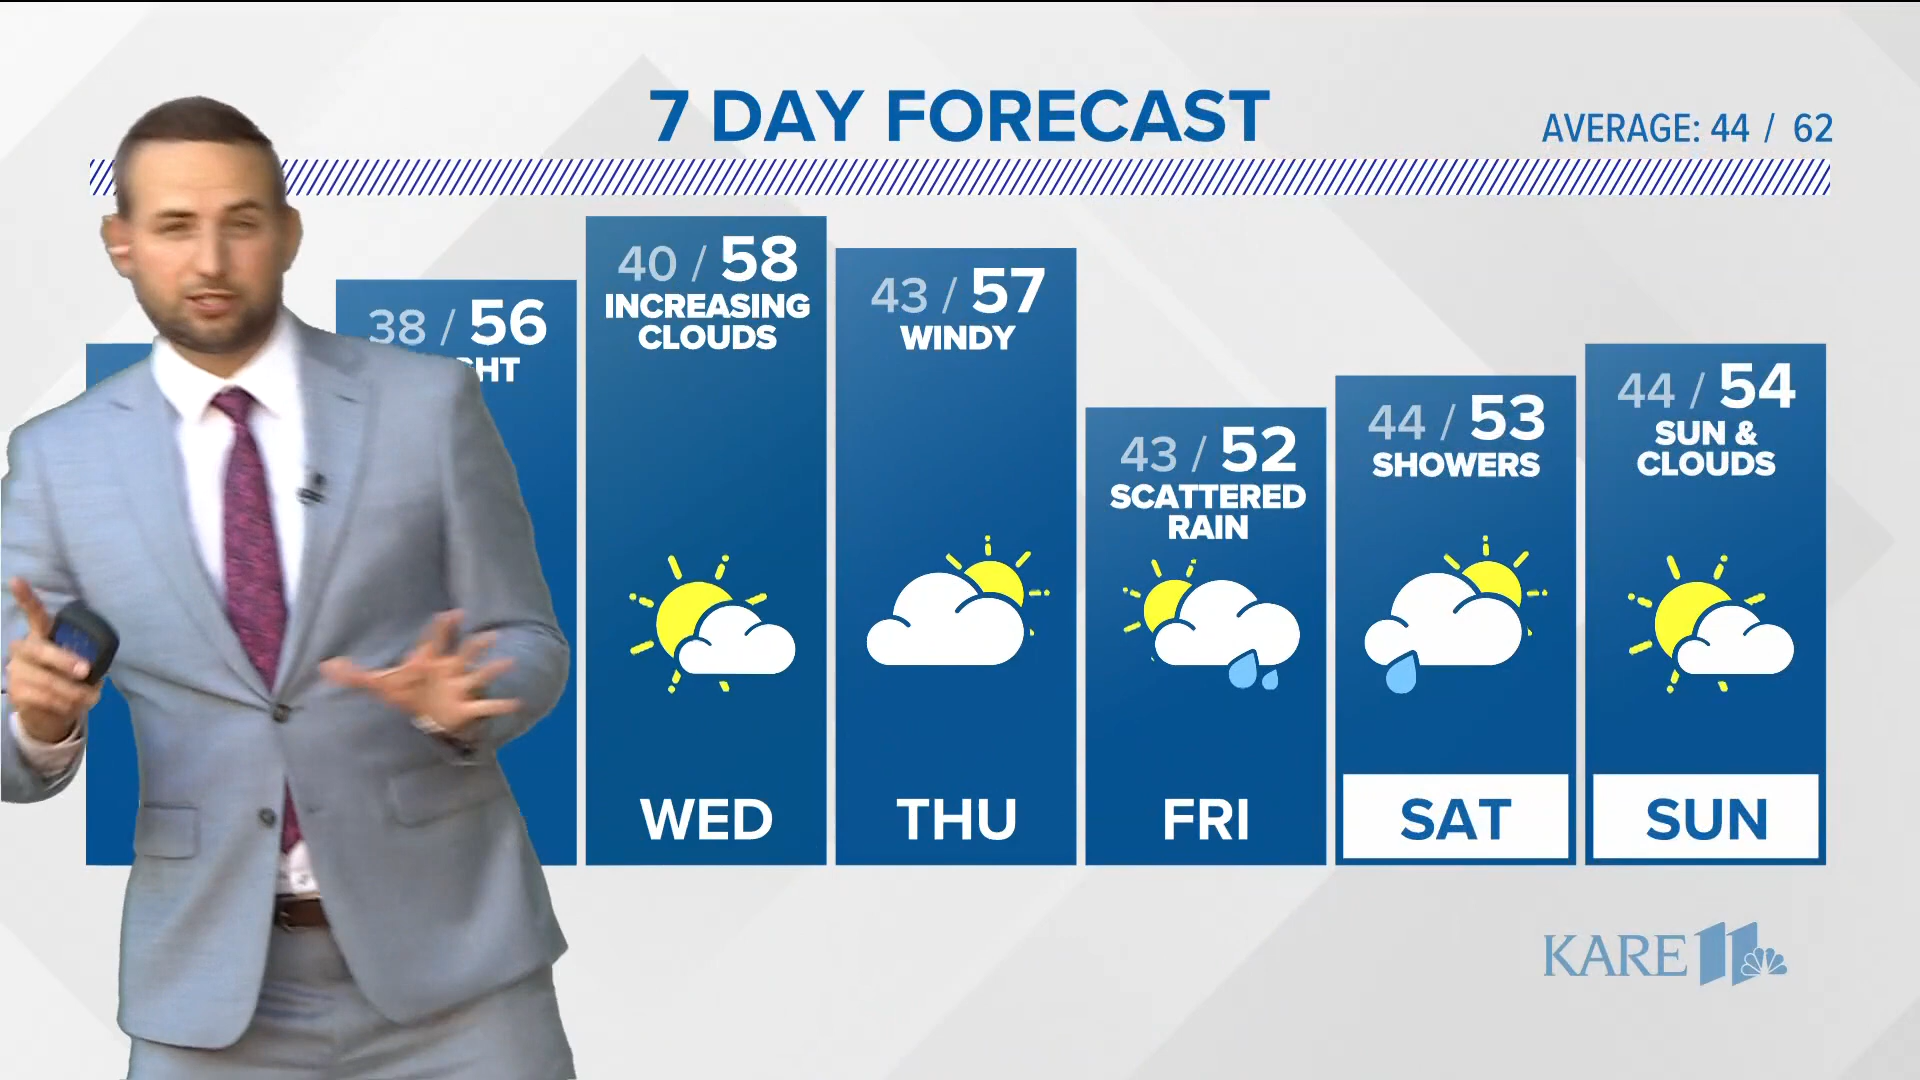 7 DAY FORECAST
AVERAGE: 44 / 62
38 / 56
40 / 58
INCREASING
CLOUDS
WED
43 / 57
WINDY
THU
43 / 52
SCATTERED
RAIN
FRI
44 / 53
SHOWERS
SAT
44 / 54
SUN &
CLOUDS
SUN
KARE 11